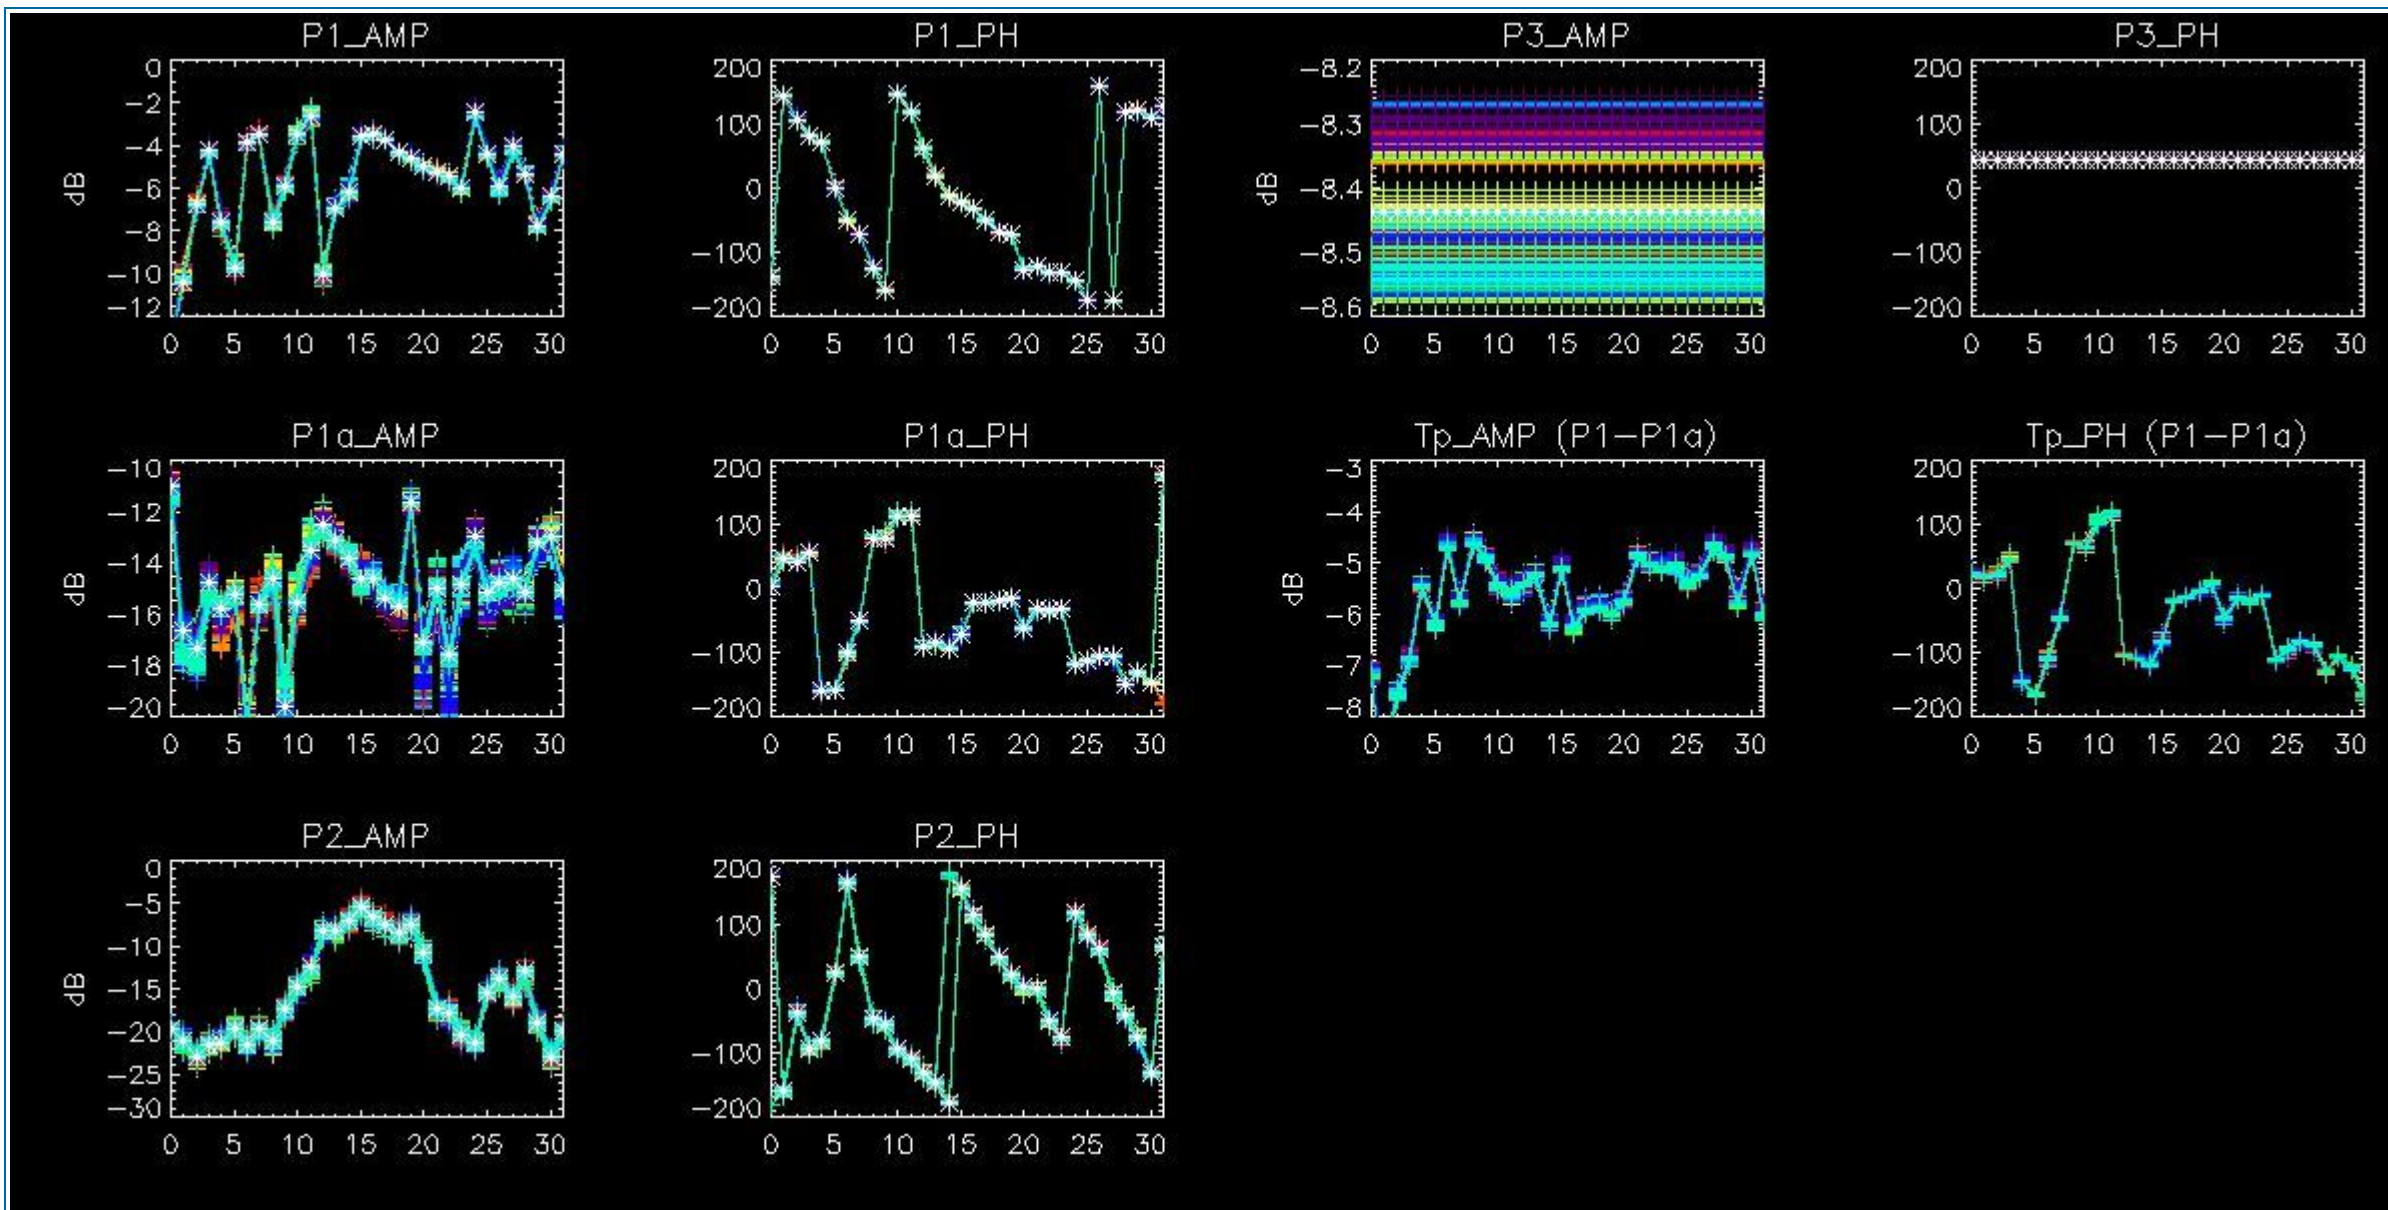 P1_AMP
P1_PH
P3_AMP
P3_PH
0
−2
−4
−6
−8
−10
−12
dB
0 5 10 15 20 25 30
200
100
0
−100
−200
0 5 10 15 20 25 30
−8.2
−8.3
−8.4
−8.5
−8.6
dB
0 5 10 15 20 25 30
200
100
0
−100
−200
0 5 10 15 20 25 30
P1a_AMP
P1a_PH
Tp_AMP (P1−P1a)
Tp_PH (P1−P1a)
−10
−12
−14
−16
−18
−20
dB
0 5 10 15 20 25 30
200
100
0
−100
−200
0 5 10 15 20 25 30
−3
−4
−5
−6
−7
−8
dB
0 5 10 15 20 25 30
200
100
0
−100
−200
0 5 10 15 20 25 30
P2_AMP
P2_PH
0
−5
−10
−15
−20
−25
−30
dB
0 5 10 15 20 25 30
200
100
0
−100
−200
0 5 10 15 20 25 30